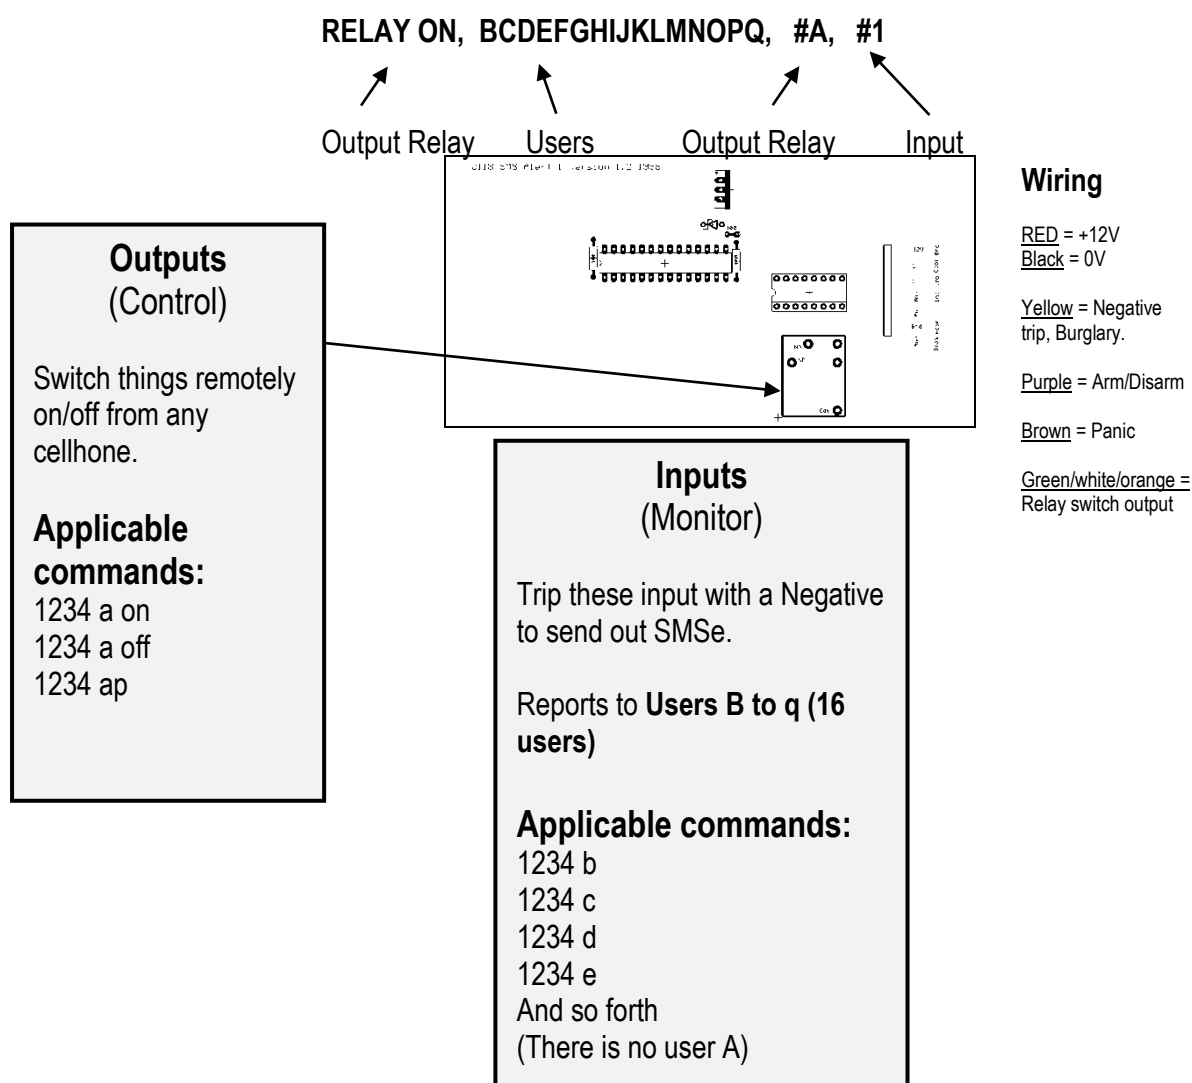 RELAY ON, BCDEFGHIJKLMNOPQ, #A, #1
Output Relay Users Output Relay Input
Wiring
RED = +12V
Black = 0V
Yellow = Negative
trip, Burglary.
Purple = Arm/Disarm
Brown = Panic
Green/white/orange =
Relay switch output
Outputs
(Control)
Switch things remotely
on/off from any
cellhone.
Applicable
commands:
1234 a on
1234 a off
1234 ap
Inputs
(Monitor)
Trip these input with a Negative
to send out SMSe.
Reports to Users B to q (16
users)
Applicable commands:
1234 b
1234 c
1234 d
1234 e
And so forth
(There is no user A)